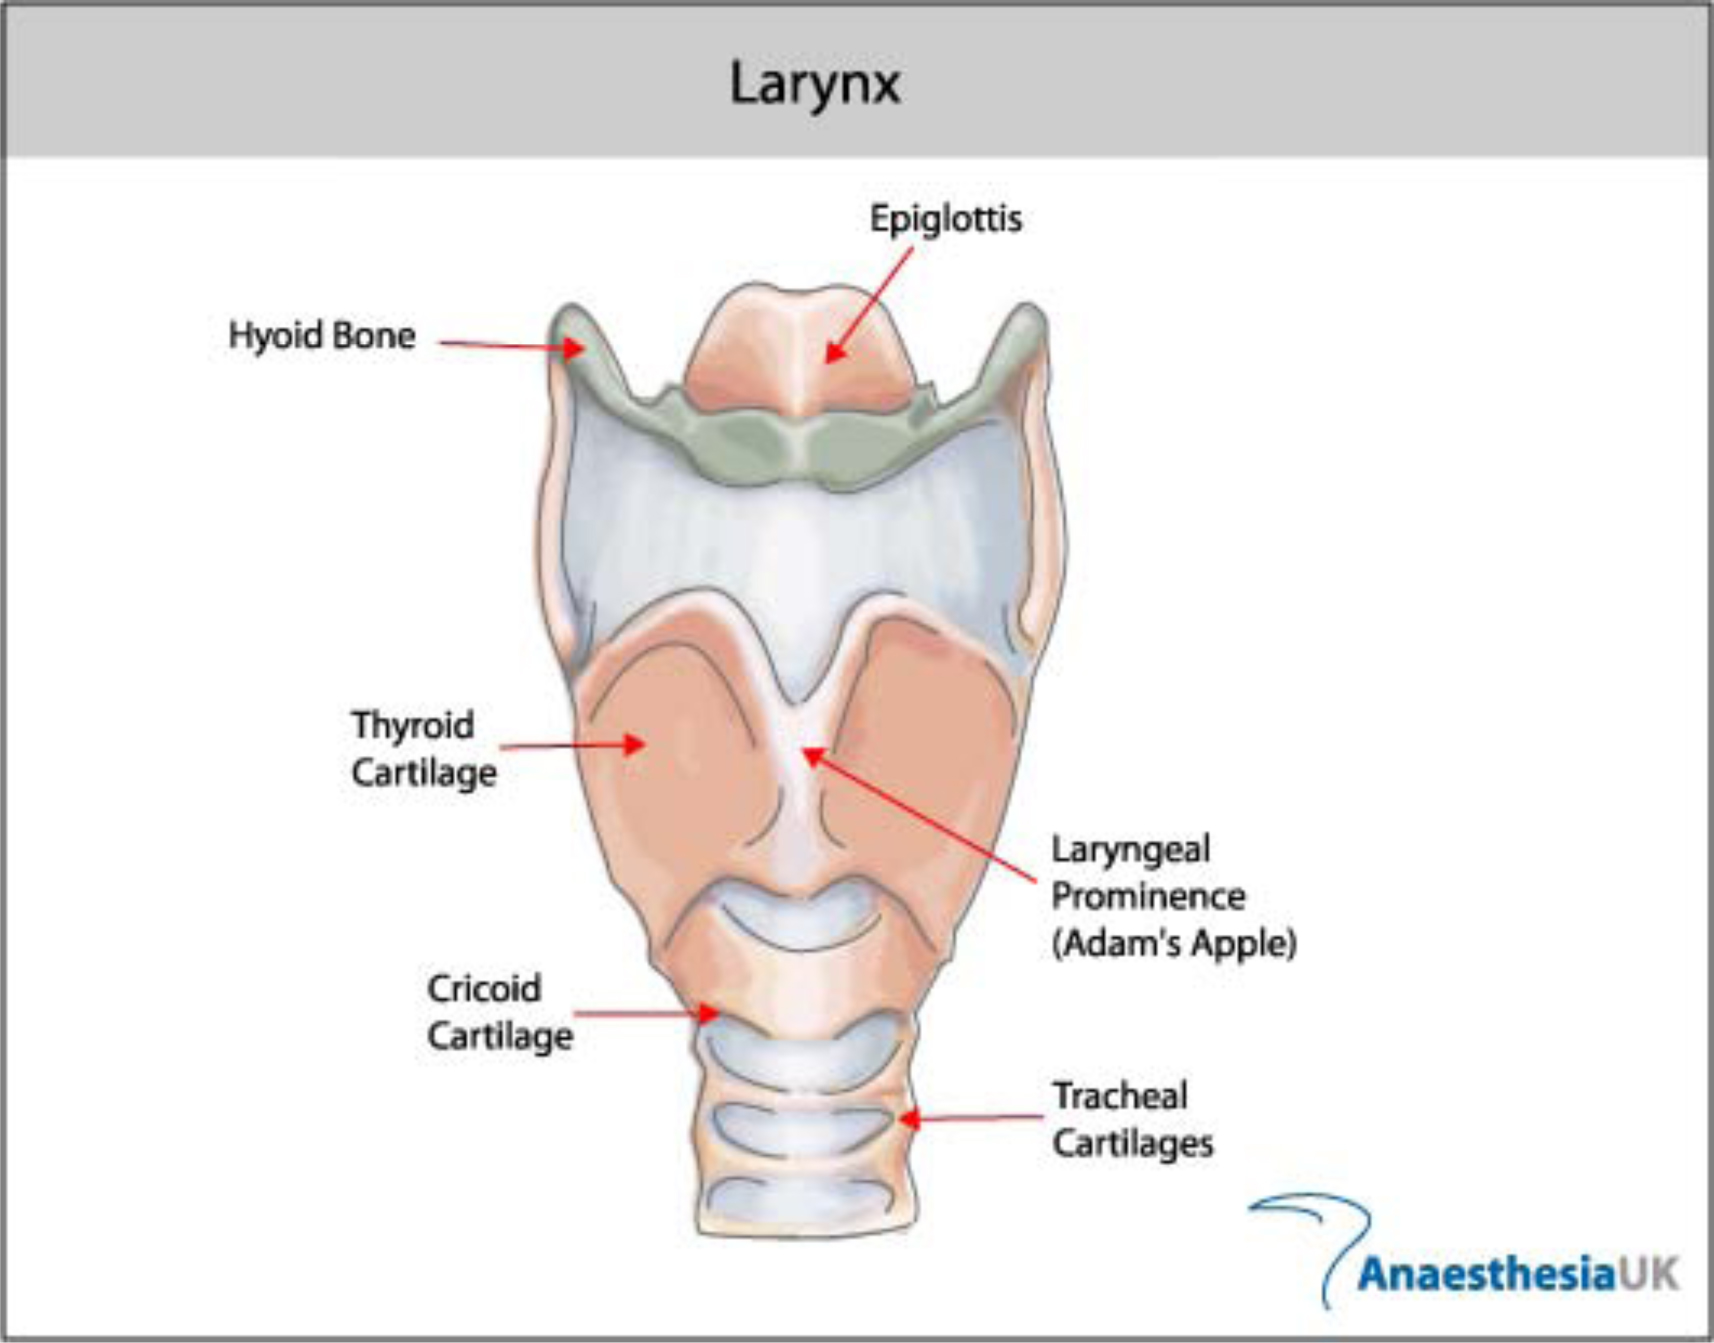 Larynx
Epiglottis
Hyoid Bone
Thyroid
Cartilage
Laryngeal
Prominence
(Adam's Apple)
Cricoid
Cartilage
Tracheal
Cartilages
AnaesthesiaUK